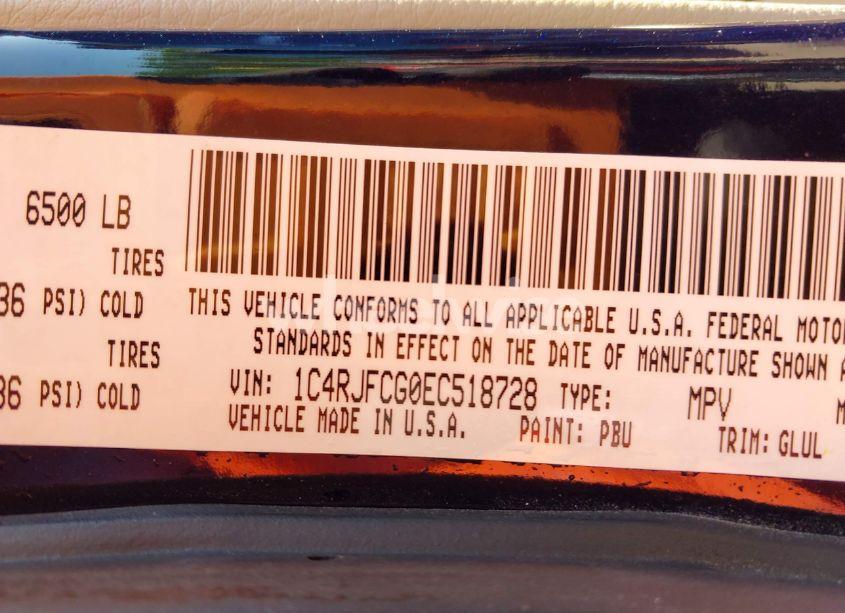 6500 LB
TIRES
36 PSI) COLD
TIRES
36 PSI) COLD
THIS VEHICLE CONFORMS TO ALL APPLICABLE U.S.A. FEDERAL MOTOR
STANDARDS IN EFFECT ON THE DATE OF MANUFACTURE SHOWN A
VIN: 1C4RJFCG0EC518728 TYPE: MPV M
VEHICLE MADE IN U.S.A. PAINT: PBU TRIM: GLUL